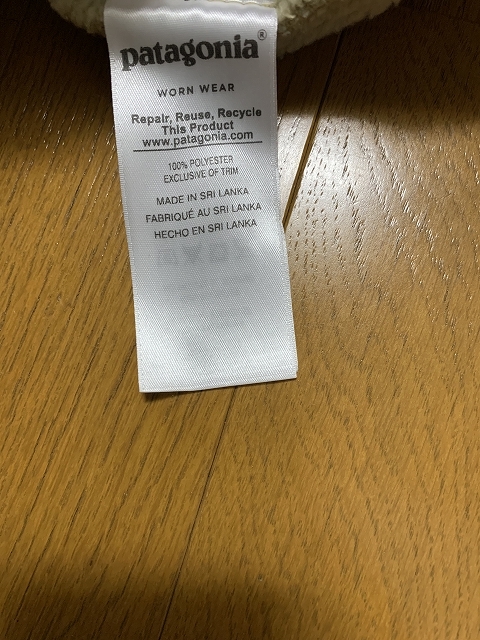 patagonia®
WORN WEAR
Repair, Reuse, Recycle
This Product
www.patagonia.com
100% POLYESTER
EXCLUSIVE OF TRIM
MADE IN SRI LANKA
FABRIQUÉ AU SRI LANKA
HECHO EN SRI LANKA